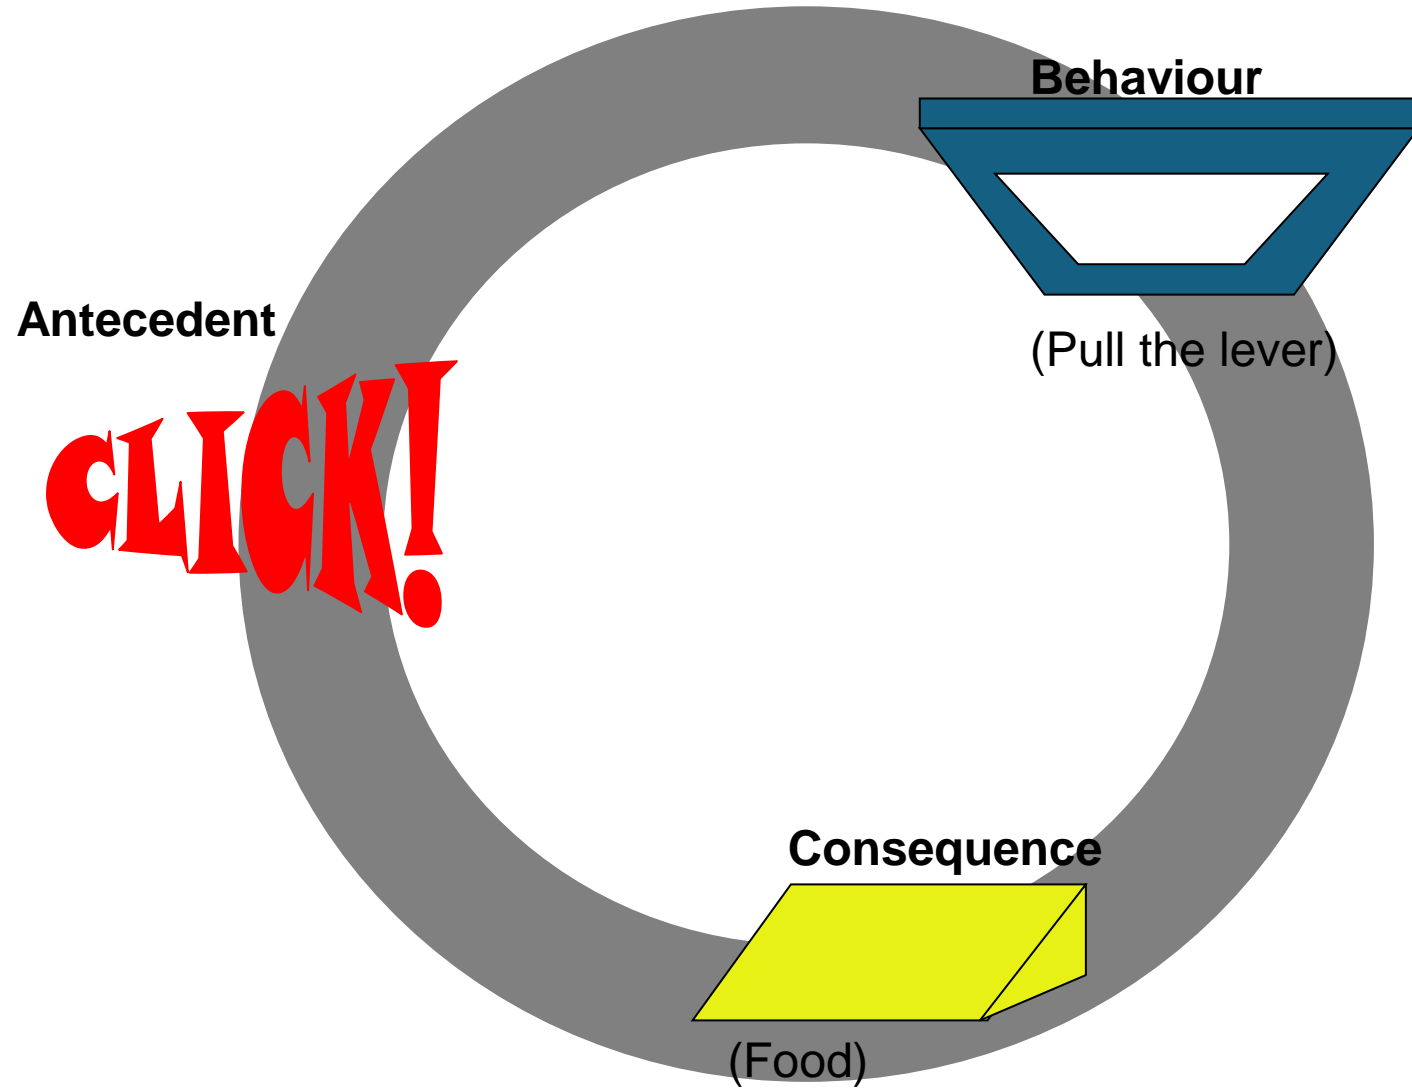 Behaviour
(Pull the lever)
Antecedent
CLICK!
Consequence
(Food)